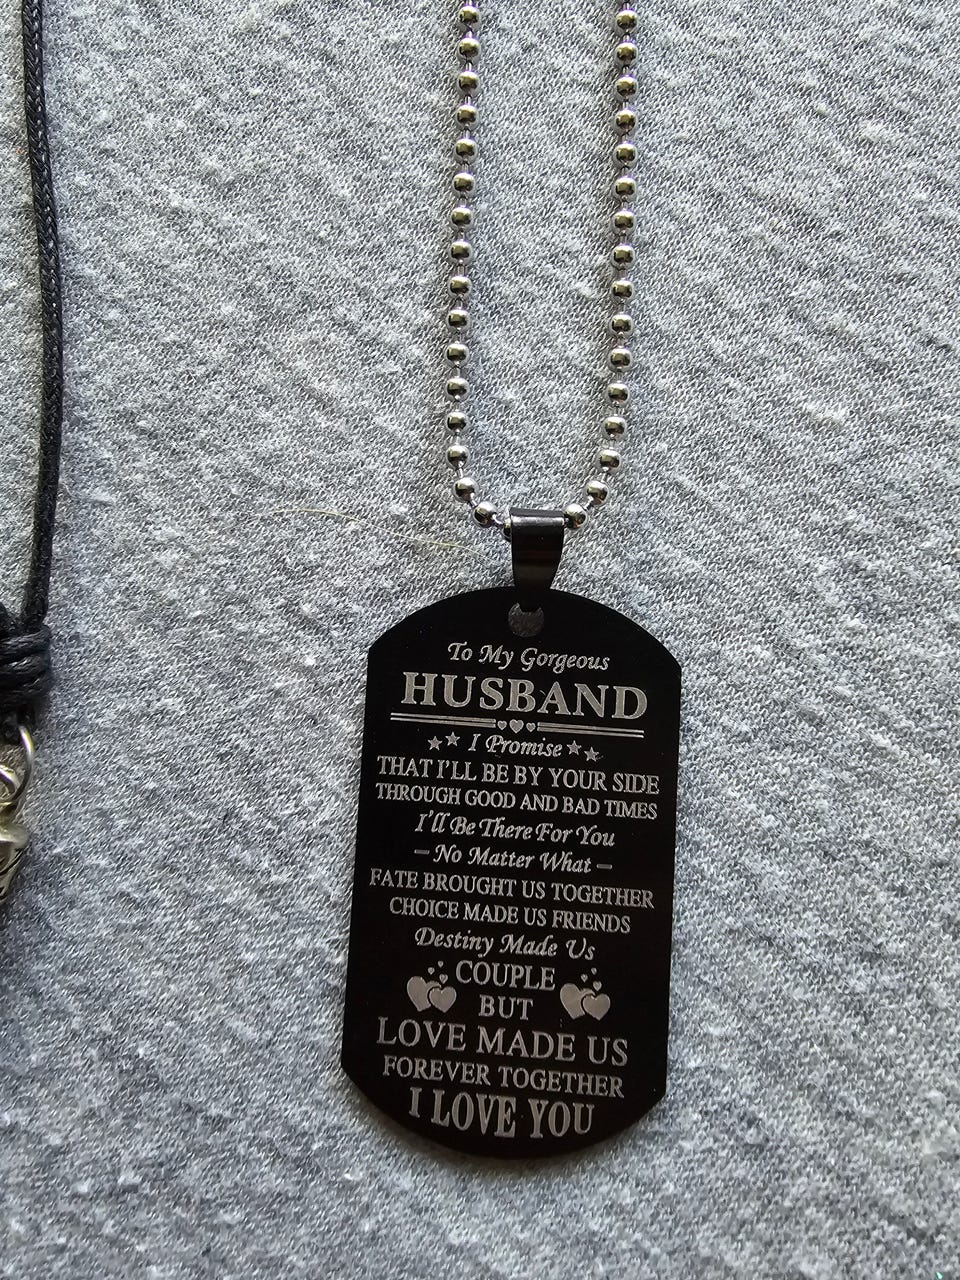 To My Gorgeous
HUSBAND
I Promise
THAT I'LL BE BY YOUR SIDE
THROUGH GOOD AND BAD TIMES
I'll Be There For You
– No Matter What –
FATE BROUGHT US TOGETHER
CHOICE MADE US FRIENDS
Destiny Made Us
COUPLE
BUT
LOVE MADE US
FOREVER TOGETHER
I LOVE YOU